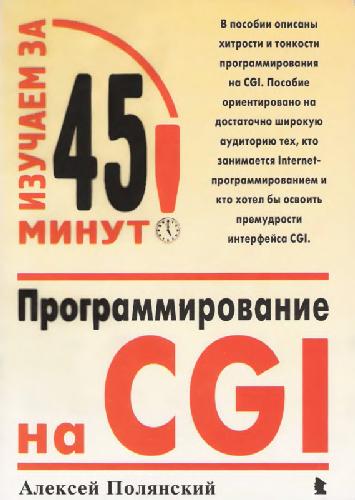 ИЗУЧАЕМ ЗА
45
МИНУТ!
В пособии описаны
хитрости и тонкости
программирования
на CGI. Пособие
ориентировано на
достаточно широкую
аудиторию тех, кто
занимается Internet-
программированием и
кто хотел бы освоить
премудрости
интерфейса CGI.
Программирование
на CGI
Алексей Полянский